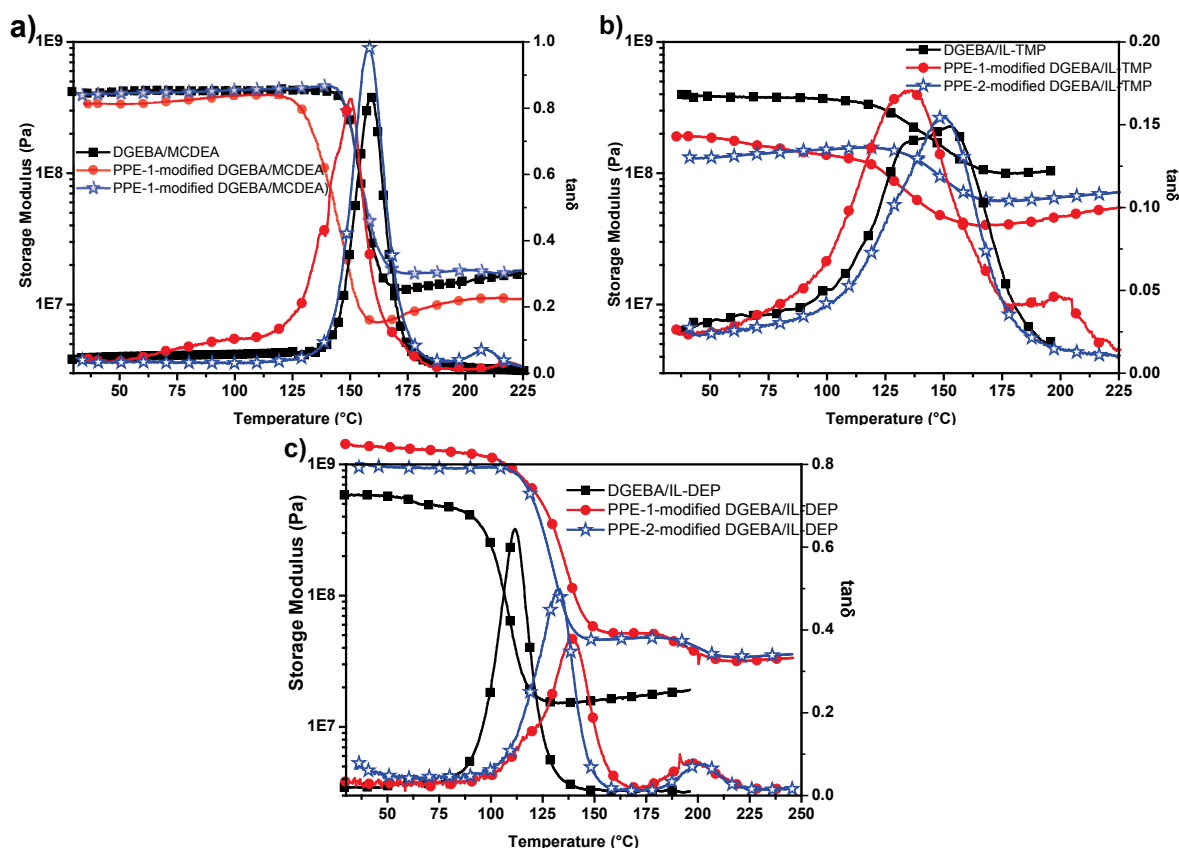 a)
1E9
1E8
1E7
Storage Modulus (Pa)
1.0
0.8
0.6
0.4
0.2
0.0
tanδ
DGEBA/MCDEA
PPE-1-modified DGEBA/MCDEA
PPE-1-modified DGEBA/MCDEA)
50 75 100 125 150 175 200 225
Temperature (°C)
b)
1E9
1E8
1E7
Storage Modulus (Pa)
0.20
0.15
0.10
0.05
0.00
tanδ
DGEBA/IL-TMP
PPE-1-modified DGEBA/IL-TMP
PPE-2-modified DGEBA/IL-TMP
50 75 100 125 150 175 200 225
Temperature (°C)
c)
1E9
1E8
1E7
Storage Modulus (Pa)
0.8
0.6
0.4
0.2
0.0
tanδ
DGEBA/IL-DEP
PPE-1-modified DGEBA/IL-DEP
PPE-2-modified DGEBA/IL-DEP
50 75 100 125 150 175 200 225 250
Temperature (°C)